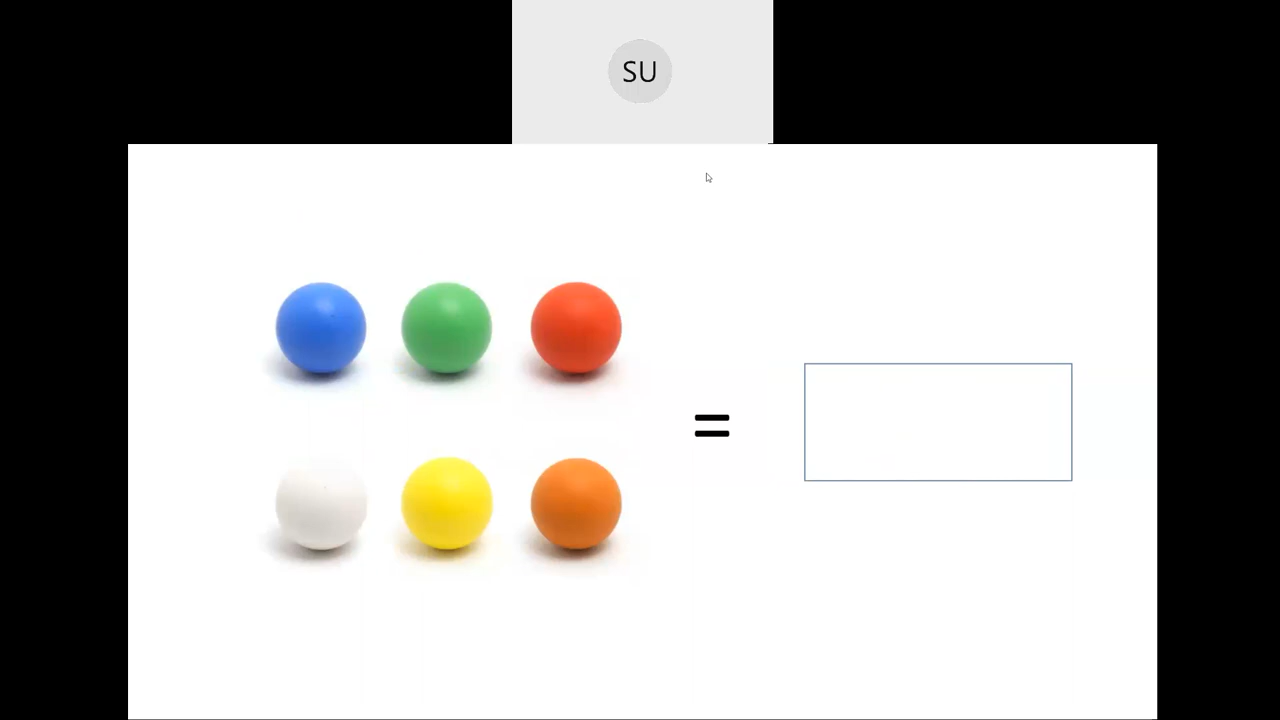 SU
=